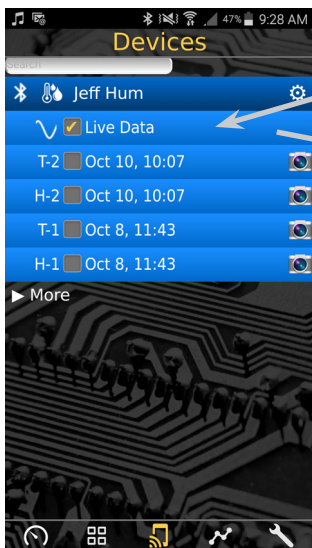 47% 9:28 AM
Devices
Search
Jeff Hum
Live Data
T-2 Oct 10, 10:07
H-2 Oct 10, 10:07
T-1 Oct 8, 11:43
H-1 Oct 8, 11:43
▶ More